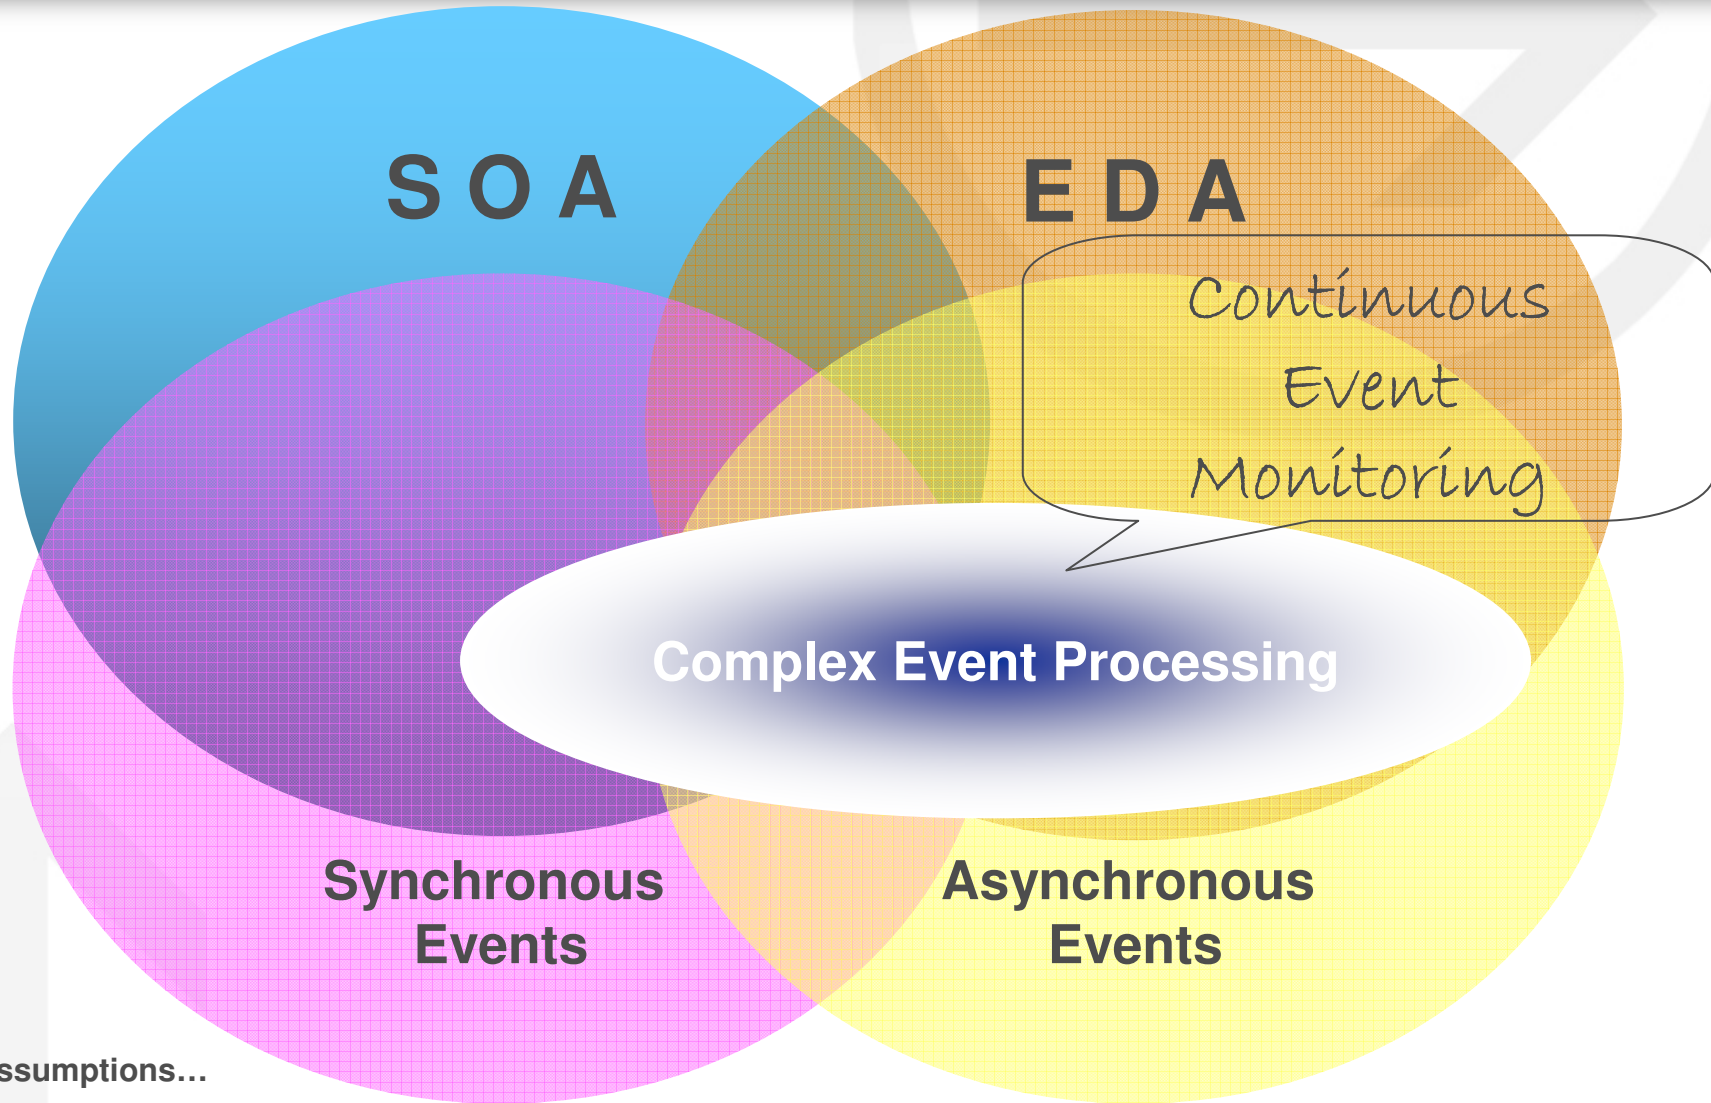 S O A
E D A
Continuous
Event
Monitoring
Complex Event Processing
Synchronous
Events
Asynchronous
Events
ssumptions…